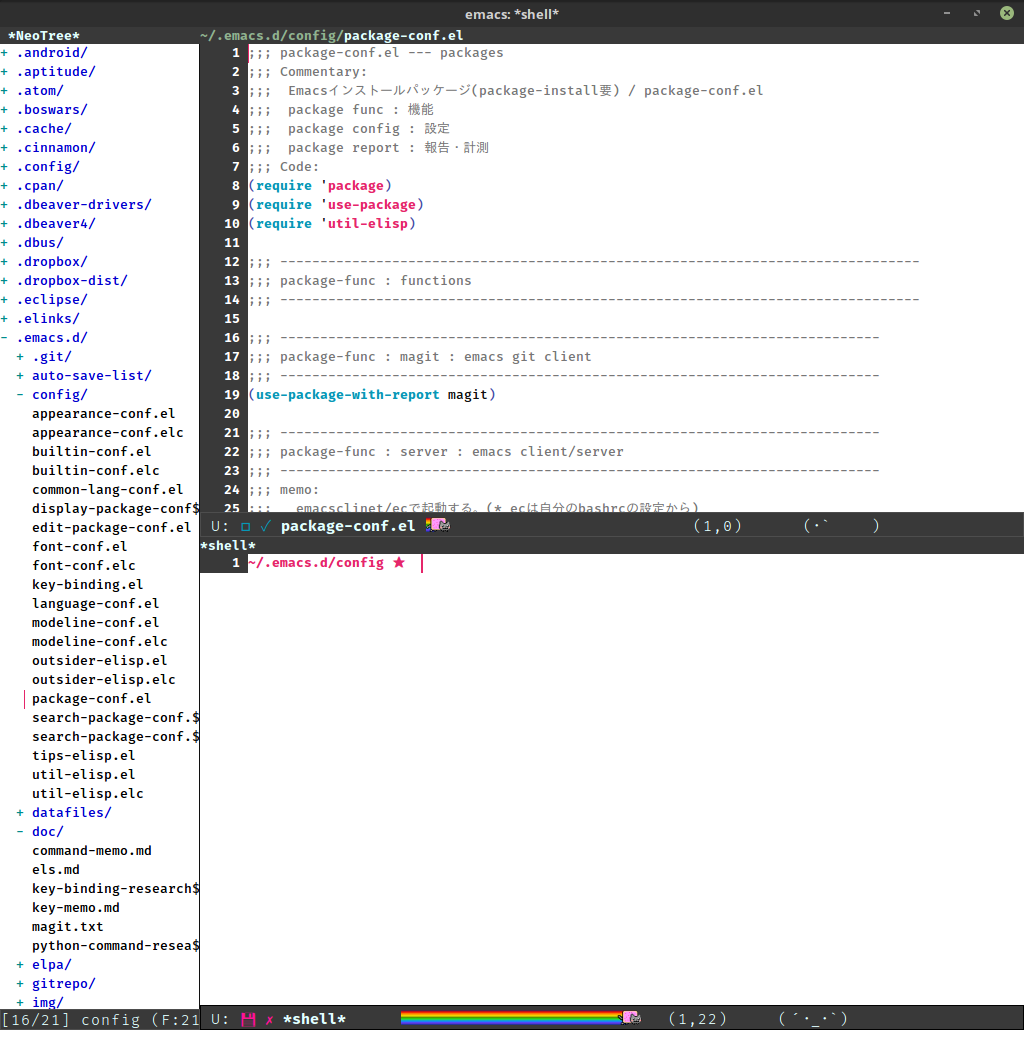 emacs: *shell*
*NeoTree*
+ .android/
+ .aptitude/
+ .atom/
+ .boswars/
+ .cache/
+ .cinnamon/
+ .config/
+ .cpan/
+ .dbeaver-drivers/
+ .dbeaver4/
+ .dbus/
+ .dropbox/
+ .dropbox-dist/
+ .eclipse/
+ .elinks/
- .emacs.d/
+ .git/
+ auto-save-list/
- config/
appearance-conf.el
appearance-conf.elc
builtin-conf.el
builtin-conf.elc
common-lang-conf.el
display-package-conf$
edit-package-conf.el
font-conf.el
font-conf.elc
key-binding.el
language-conf.el
modeline-conf.el
modeline-conf.elc
outsider-elisp.el
outsider-elisp.elc
package-conf.el
search-package-conf.$
search-package-conf.$
tips-elisp.el
util-elisp.el
util-elisp.elc
+ datafiles/
- doc/
command-memo.md
els.md
key-binding-research$
key-memo.md
magit.txt
python-command-resea$
+ elpa/
+ gitrepo/
+ img/
[16/21] config (F:21
~/.emacs.d/config/package-conf.el
1 ;;; package-conf.el --- packages
2 ;;; Commentary:
3 ;;;  Emacsインストールパッケージ(package-install要) / package-conf.el
4 ;;;  package func : 機能
5 ;;;  package config : 設定
6 ;;;  package report : 報告・計測
7 ;;; Code:
8 (require 'package)
9 (require 'use-package)
10 (require 'util-elisp)
11
12 ;;; --------------------------------------------------------------------------------
13 ;;; package-func : functions
14 ;;; --------------------------------------------------------------------------------
15
16 ;;; ---------------------------------------------------------------------------
17 ;;; package-func : magit : emacs git client
18 ;;; ---------------------------------------------------------------------------
19 (use-package-with-report magit)
20
21 ;;; ---------------------------------------------------------------------------
22 ;;; package-func : server : emacs client/server
23 ;;; ---------------------------------------------------------------------------
24 ;;; memo:
25 ;;;   emacsclinet/ecで起動する。(* ecは自分のbashrcの設定から)
U: □ ✓ package-conf.el (1,0) (·` )
*shell*
1 ~/.emacs.d/config ★
U: ✗ *shell* (1,22) (´·_·`)